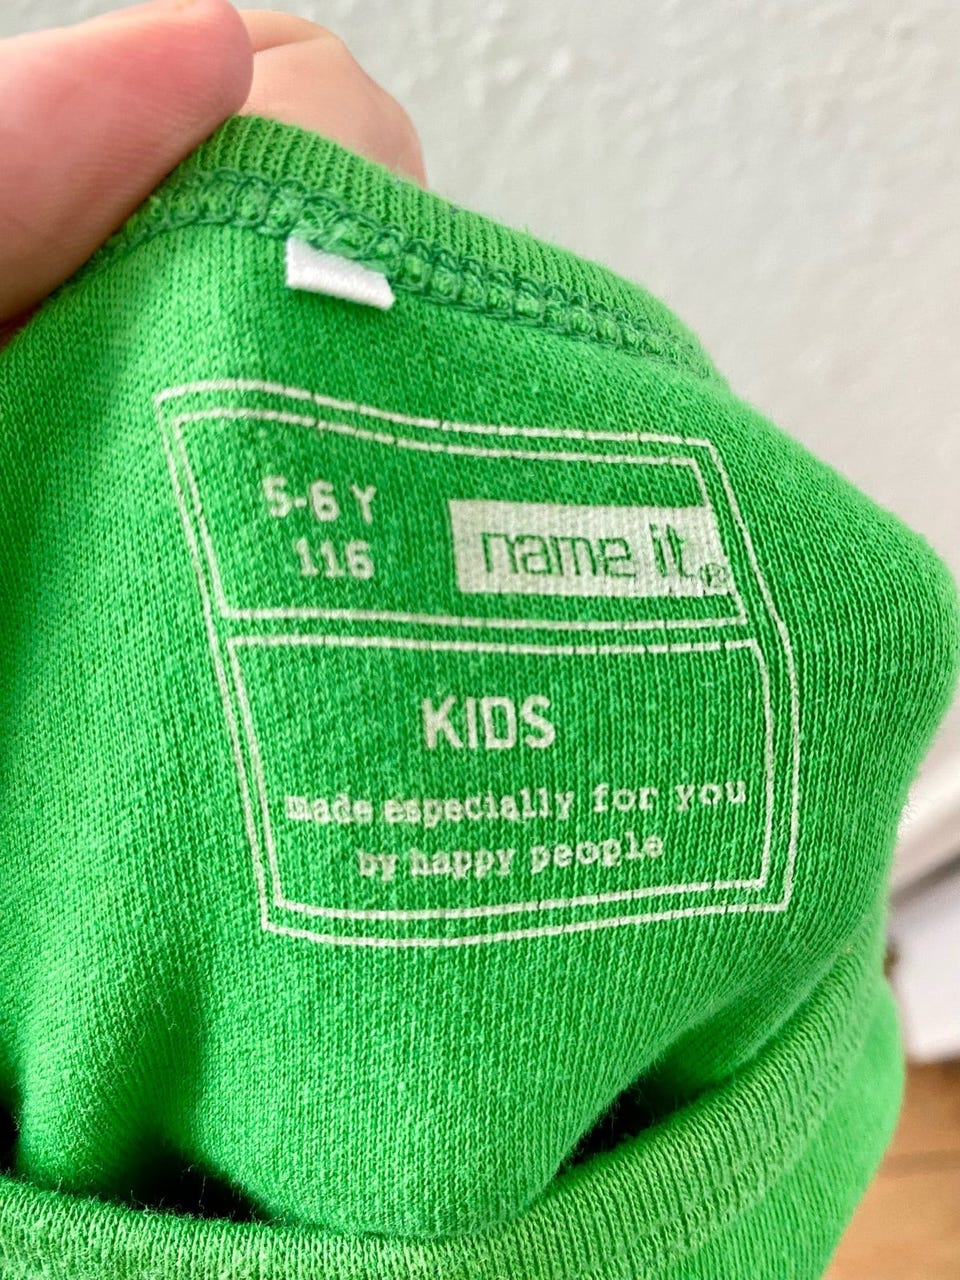 5-6 Y
116
name it®
KIDS
made especially for you
by happy people